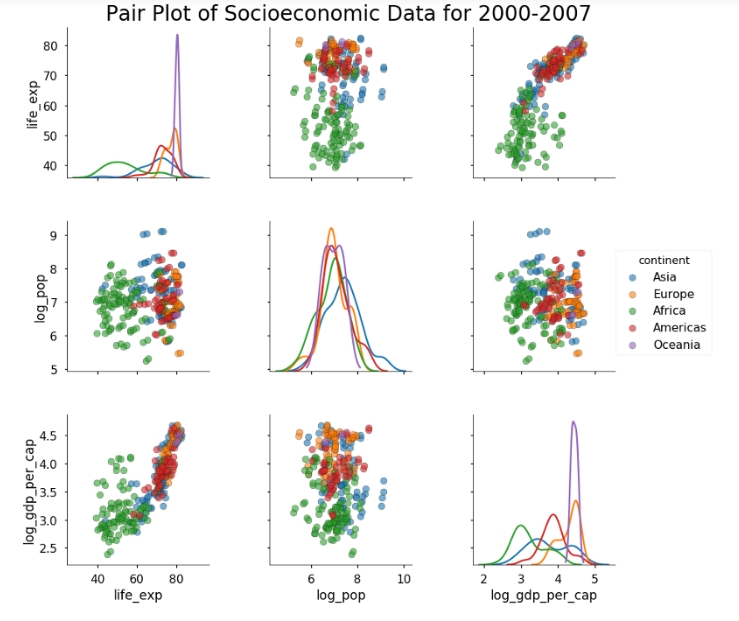 Pair Plot of Socioeconomic Data for 2000-2007
80
70
60
50
40
life_exp
9
8
7
6
5
log_pop
continent
Asia
Europe
Africa
Americas
Oceania
4.5
4.0
3.5
3.0
2.5
log_gdp_per_cap
40 60 80
life_exp
6 8 10
log_pop
2 3 4 5
log_gdp_per_cap